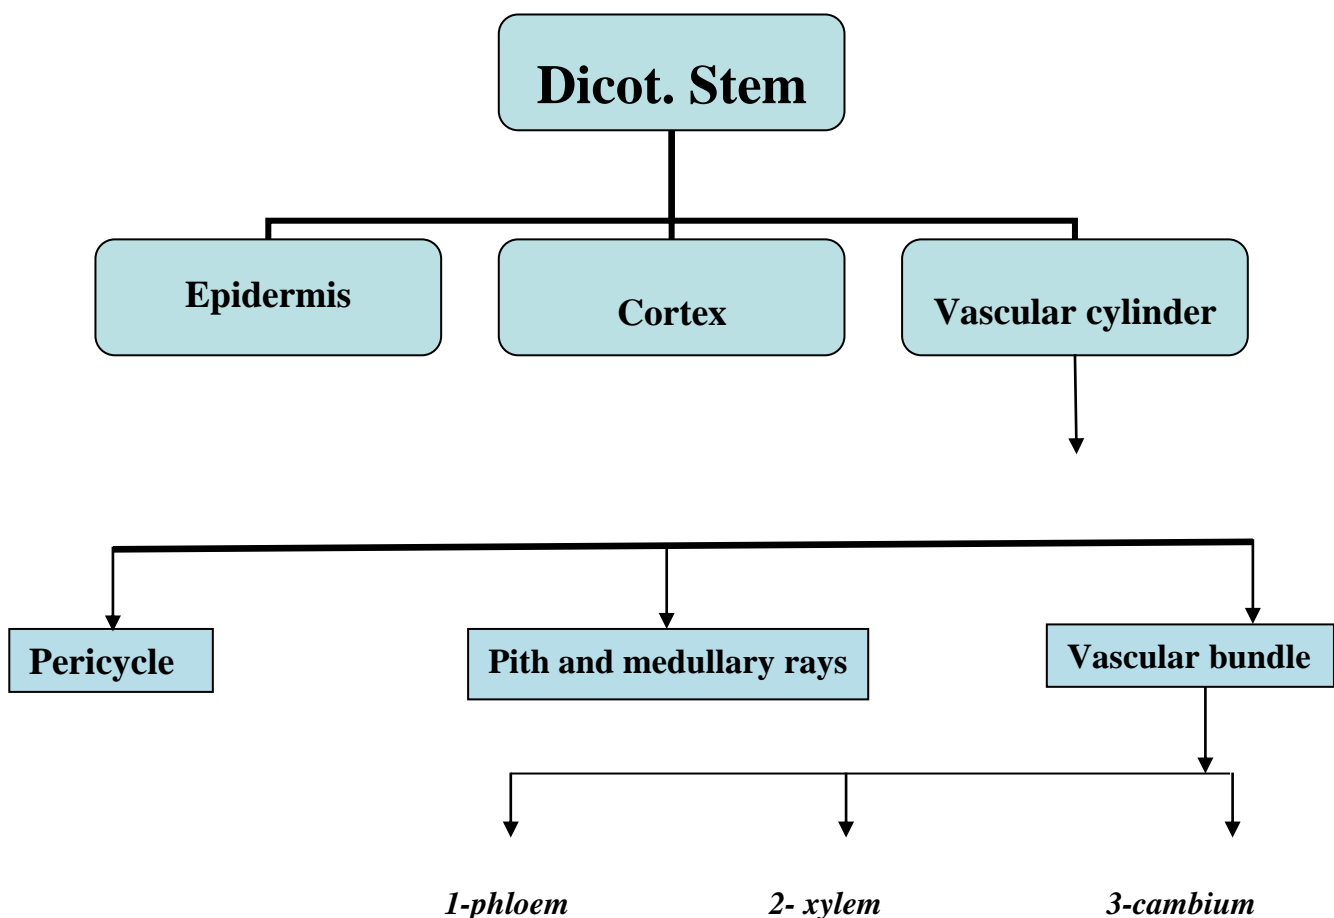 Dicot. Stem
Epidermis
Cortex
Vascular cylinder
Pericycle
Pith and medullary rays
Vascular bundle
1-phloem
2- xylem
3-cambium